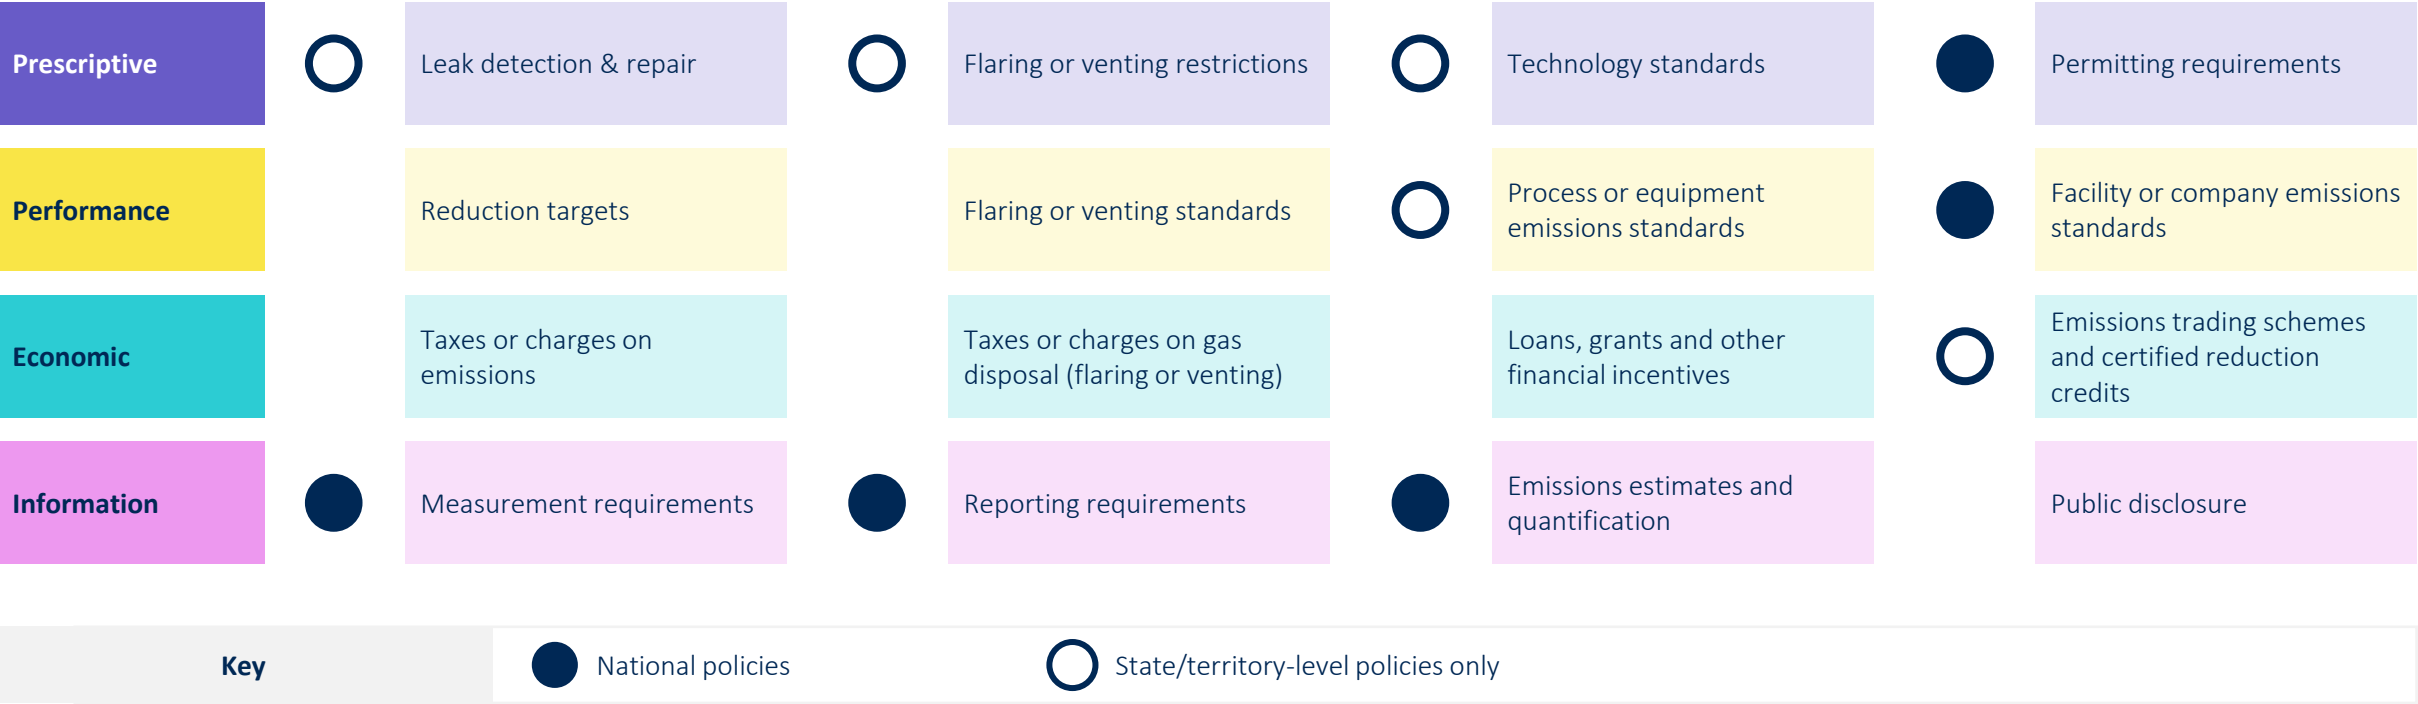 Prescriptive
Leak detection & repair
Flaring or venting restrictions
Technology standards
Permitting requirements
Performance
Reduction targets
Flaring or venting standards
Process or equipment
emissions standards
Facility or company emissions
standards
Economic
Taxes or charges on
emissions
Taxes or charges on gas
disposal (flaring or venting)
Loans, grants and other
financial incentives
Emissions trading schemes
and certified reduction
credits
Information
Measurement requirements
Reporting requirements
Emissions estimates and
quantification
Public disclosure
Key
National policies
State/territory-level policies only